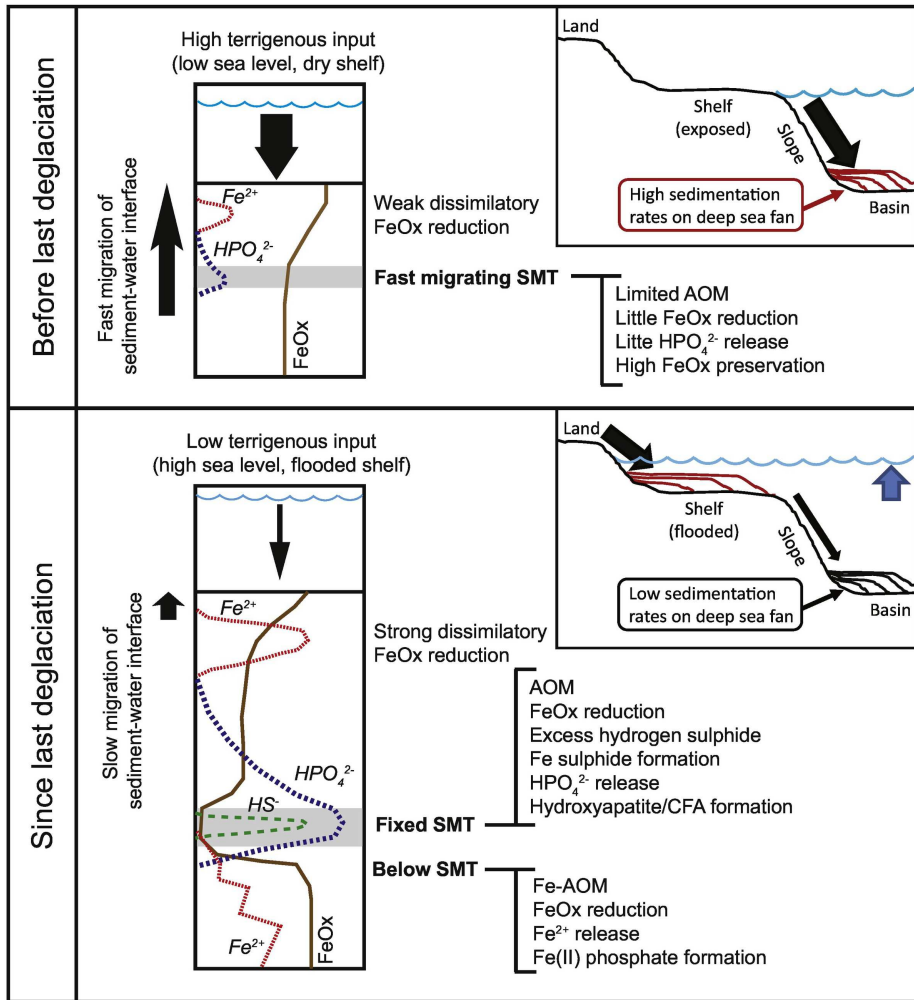 Before last deglaciation
High terrigenous input
(low sea level, dry shelf)
Fast migration of
sediment-water interface
Fe²⁺
HPO₄²⁻
FeOx
Weak dissimilatory
FeOx reduction
Fast migrating SMT
Limited AOM
Little FeOx reduction
Litte HPO₄²⁻ release
High FeOx preservation
Land
Shelf
(exposed)
Slope
High sedimentation
rates on deep sea fan
Basin
Since last deglaciation
Low terrigenous input
(high sea level, flooded shelf)
Slow migration of
sediment-water interface
Fe²⁺
HPO₄²⁻
HS⁻
Fe²⁺
FeOx
Strong dissimilatory
FeOx reduction
Fixed SMT
AOM
FeOx reduction
Excess hydrogen sulphide
Fe sulphide formation
HPO₄²⁻ release
Hydroxyapatite/CFA formation
Below SMT
Fe-AOM
FeOx reduction
Fe²⁺ release
Fe(II) phosphate formation
Land
Shelf
(flooded)
Slope
Low sedimentation
rates on deep sea fan
Basin